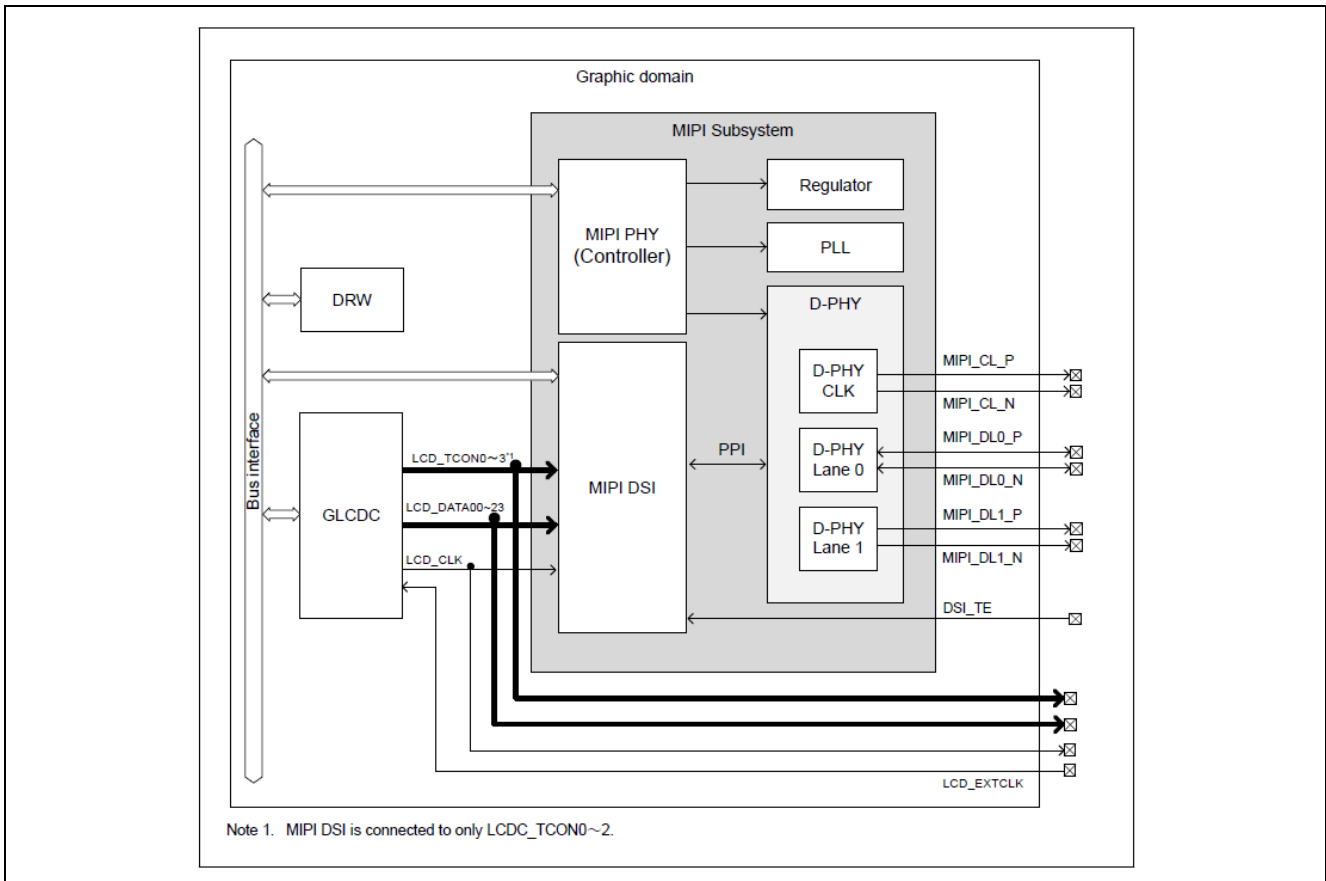 Graphic domain
MIPI Subsystem
MIPI PHY
(Controller)
Regulator
PLL
DRW
D-PHY
D-PHY
CLK
MIPI_CL_P
MIPI_CL_N
Bus interface
GLCDC
LCD_TCON0～3*1
LCD_DATA00~23
LCD_CLK
MIPI DSI
PPI
D-PHY
Lane 0
MIPI_DL0_P
MIPI_DL0_N
D-PHY
Lane 1
MIPI_DL1_P
MIPI_DL1_N
DSI_TE
LCD_EXTCLK
Note 1. MIPI DSI is connected to only LCDC_TCON0～2.